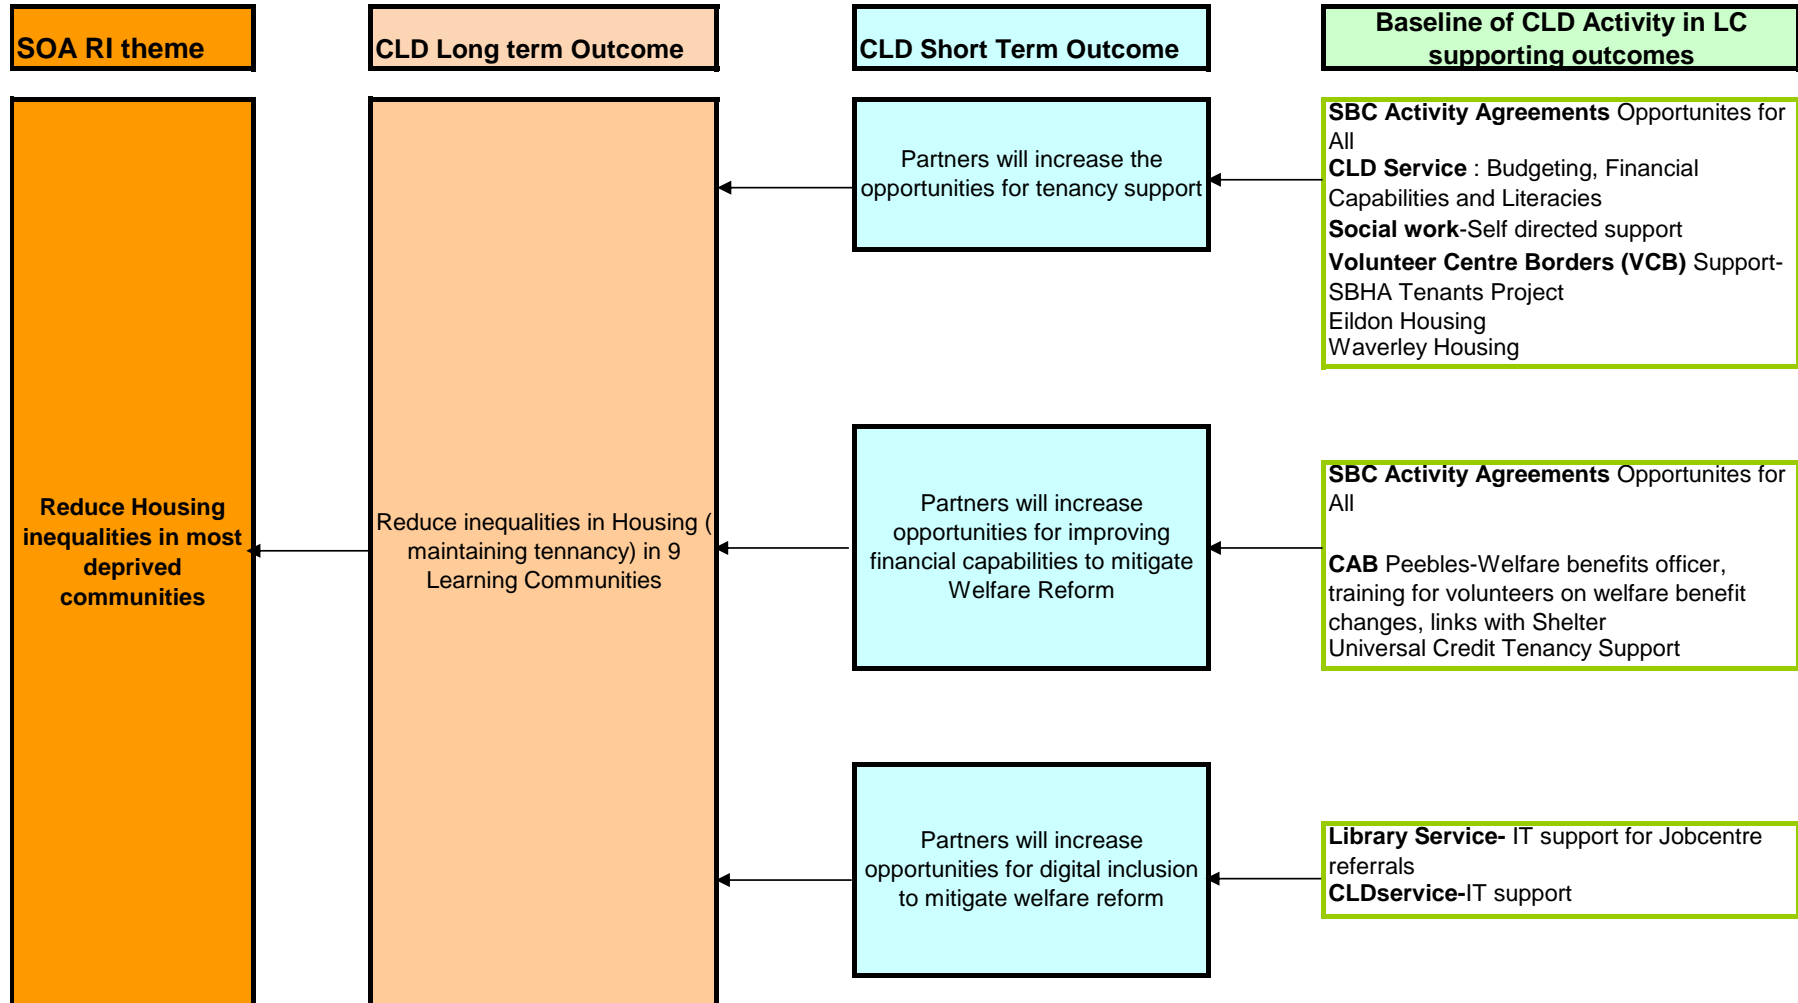 SOA RI theme
CLD Long term Outcome
CLD Short Term Outcome
Baseline of CLD Activity in LC
supporting outcomes
Reduce Housing
inequalities in most
deprived
communities
Reduce inequalities in Housing (
maintaining tennancy) in 9
Learning Communities
Partners will increase the
opportunities for tenancy support
SBC Activity Agreements Opportunites for
All
CLD Service : Budgeting, Financial
Capabilities and Literacies
Social work-Self directed support
Volunteer Centre Borders (VCB) Support-
SBHA Tenants Project
Eildon Housing
Waverley Housing
Partners will increase
opportunities for improving
financial capabilities to mitigate
Welfare Reform
SBC Activity Agreements Opportunites for
All
CAB Peebles-Welfare benefits officer,
training for volunteers on welfare benefit
changes, links with Shelter
Universal Credit Tenancy Support
Partners will increase
opportunities for digital inclusion
to mitigate welfare reform
Library Service- IT support for Jobcentre
referrals
CLDservice-IT support